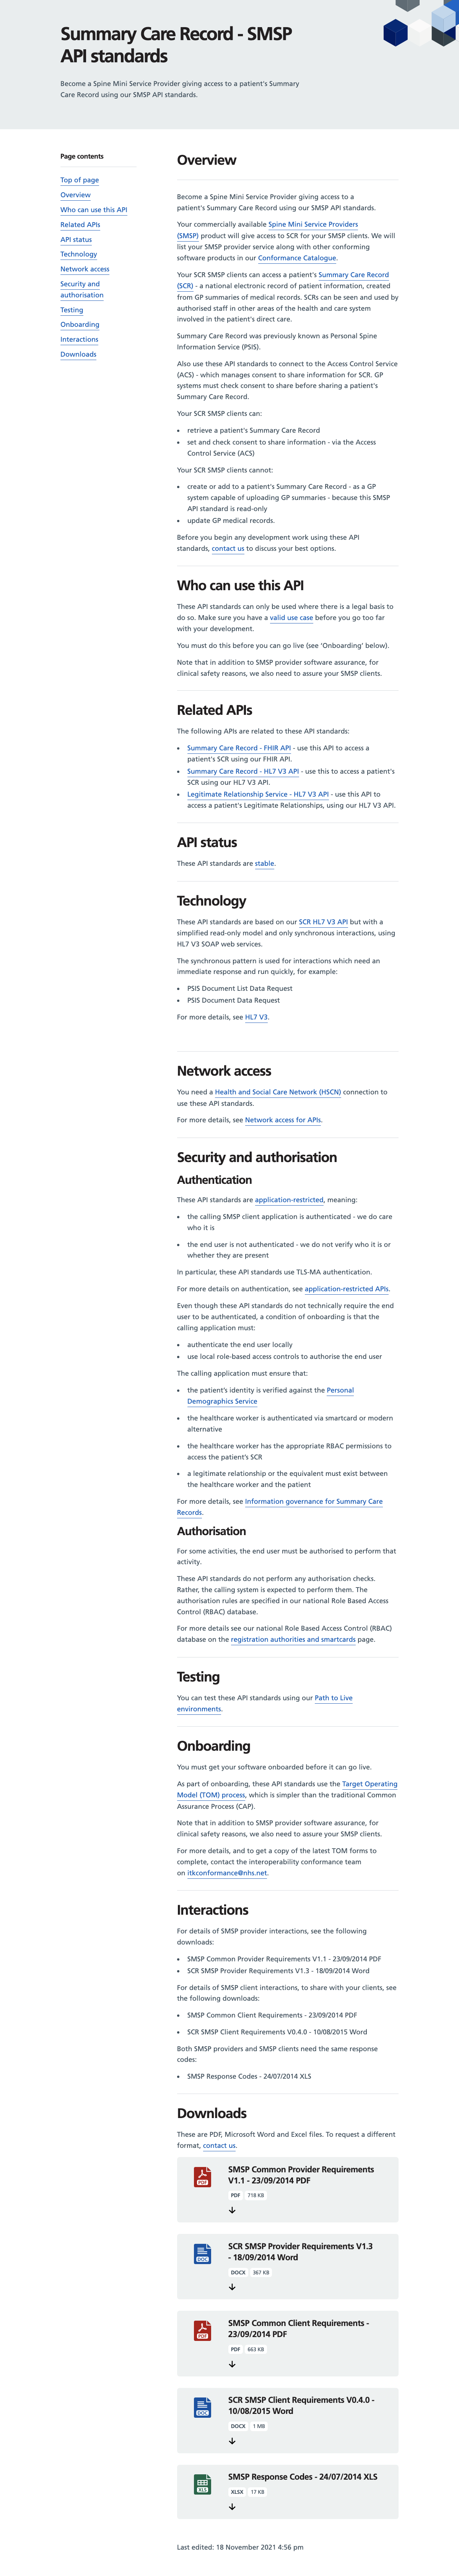 Summary Care Record - SMSP
API standards
Become a Spine Mini Service Provider giving access to a patient's Summary
Care Record using our SMSP API standards.
Page contents
Top of page
Overview
Who can use this API
Related APIs
API status
Technology
Network access
Security and
authorisation
Testing
Onboarding
Interactions
Downloads
Overview
Become a Spine Mini Service Provider giving access to a
patient's Summary Care Record using our SMSP API standards.
Your commercially available Spine Mini Service Providers
(SMSP) product will give access to SCR for your SMSP clients. We will
list your SMSP provider service along with other conforming
software products in our Conformance Catalogue.
Your SCR SMSP clients can access a patient's Summary Care Record
(SCR) - a national electronic record of patient information, created
from GP summaries of medical records. SCRs can be seen and used by
authorised staff in other areas of the health and care system
involved in the patient's direct care.
Summary Care Record was previously known as Personal Spine
Information Service (PSIS).
Also use these API standards to connect to the Access Control Service
(ACS) - which manages consent to share information for SCR. GP
systems must check consent to share before sharing a patient's
Summary Care Record.
Your SCR SMSP clients can:
• retrieve a patient's Summary Care Record
• set and check consent to share information - via the Access
Control Service (ACS)
Your SCR SMSP clients cannot:
• create or add to a patient's Summary Care Record - as a GP
system capable of uploading GP summaries - because this SMSP
API standard is read-only
• update GP medical records.
Before you begin any development work using these API
standards, contact us to discuss your best options.
Who can use this API
These API standards can only be used where there is a legal basis to
do so. Make sure you have a valid use case before you go too far
with your development.
You must do this before you can go live (see 'Onboarding' below).
Note that in addition to SMSP provider software assurance, for
clinical safety reasons, we also need to assure your SMSP clients.
Related APIs
The following APIs are related to these API standards:
• Summary Care Record - FHIR API - use this API to access a
patient's SCR using our FHIR API.
• Summary Care Record - HL7 V3 API - use this to access a patient's
SCR using our HL7 V3 API.
• Legitimate Relationship Service - HL7 V3 API - use this API to
access a patient's Legitimate Relationships, using our HL7 V3 API.
API status
These API standards are stable.
Technology
These API standards are based on our SCR HL7 V3 API but with a
simplified read-only model and only synchronous interactions, using
HL7 V3 SOAP web services.
The synchronous pattern is used for interactions which need an
immediate response and run quickly, for example:
• PSIS Document List Data Request
• PSIS Document Data Request
For more details, see HL7 V3.
Network access
You need a Health and Social Care Network (HSCN) connection to
use these API standards.
For more details, see Network access for APIs.
Security and authorisation
Authentication
These API standards are application-restricted, meaning:
• the calling SMSP client application is authenticated - we do care
who it is
• the end user is not authenticated - we do not verify who it is or
whether they are present
In particular, these API standards use TLS-MA authentication.
For more details on authentication, see application-restricted APIs.
Even though these API standards do not technically require the end
user to be authenticated, a condition of onboarding is that the
calling application must:
• authenticate the end user locally
• use local role-based access controls to authorise the end user
The calling application must ensure that:
• the patient's identity is verified against the Personal
Demographics Service
• the healthcare worker is authenticated via smartcard or modern
alternative
• the healthcare worker has the appropriate RBAC permissions to
access the patient's SCR
• a legitimate relationship or the equivalent must exist between
the healthcare worker and the patient
For more details, see Information governance for Summary Care
Records.
Authorisation
For some activities, the end user must be authorised to perform that
activity.
These API standards do not perform any authorisation checks.
Rather, the calling system is expected to perform them. The
authorisation rules are specified in our national Role Based Access
Control (RBAC) database.
For more details see our national Role Based Access Control (RBAC)
database on the registration authorities and smartcards page.
Testing
You can test these API standards using our Path to Live
environments.
Onboarding
You must get your software onboarded before it can go live.
As part of onboarding, these API standards use the Target Operating
Model (TOM) process, which is simpler than the traditional Common
Assurance Process (CAP).
Note that in addition to SMSP provider software assurance, for
clinical safety reasons, we also need to assure your SMSP clients.
For more details, and to get a copy of the latest TOM forms to
complete, contact the interoperability conformance team
on itkconformance@nhs.net.
Interactions
For details of SMSP provider interactions, see the following
downloads:
• SMSP Common Provider Requirements V1.1 - 23/09/2014 PDF
• SCR SMSP Provider Requirements V1.3 - 18/09/2014 Word
For details of SMSP client interactions, to share with your clients, see
the following downloads:
• SMSP Common Client Requirements - 23/09/2014 PDF
• SCR SMSP Client Requirements V0.4.0 - 10/08/2015 Word
Both SMSP providers and SMSP clients need the same response
codes:
• SMSP Response Codes - 24/07/2014 XLS
Downloads
These are PDF, Microsoft Word and Excel files. To request a different
format, contact us.
PDF
SMSP Common Provider Requirements
V1.1 - 23/09/2014 PDF
PDF 718 KB
DOC
SCR SMSP Provider Requirements V1.3
- 18/09/2014 Word
DOCX 367 KB
PDF
SMSP Common Client Requirements -
23/09/2014 PDF
PDF 663 KB
DOC
SCR SMSP Client Requirements V0.4.0 -
10/08/2015 Word
DOCX 1 MB
XLS
SMSP Response Codes - 24/07/2014 XLS
XLSX 17 KB
Last edited: 18 November 2021 4:56 pm